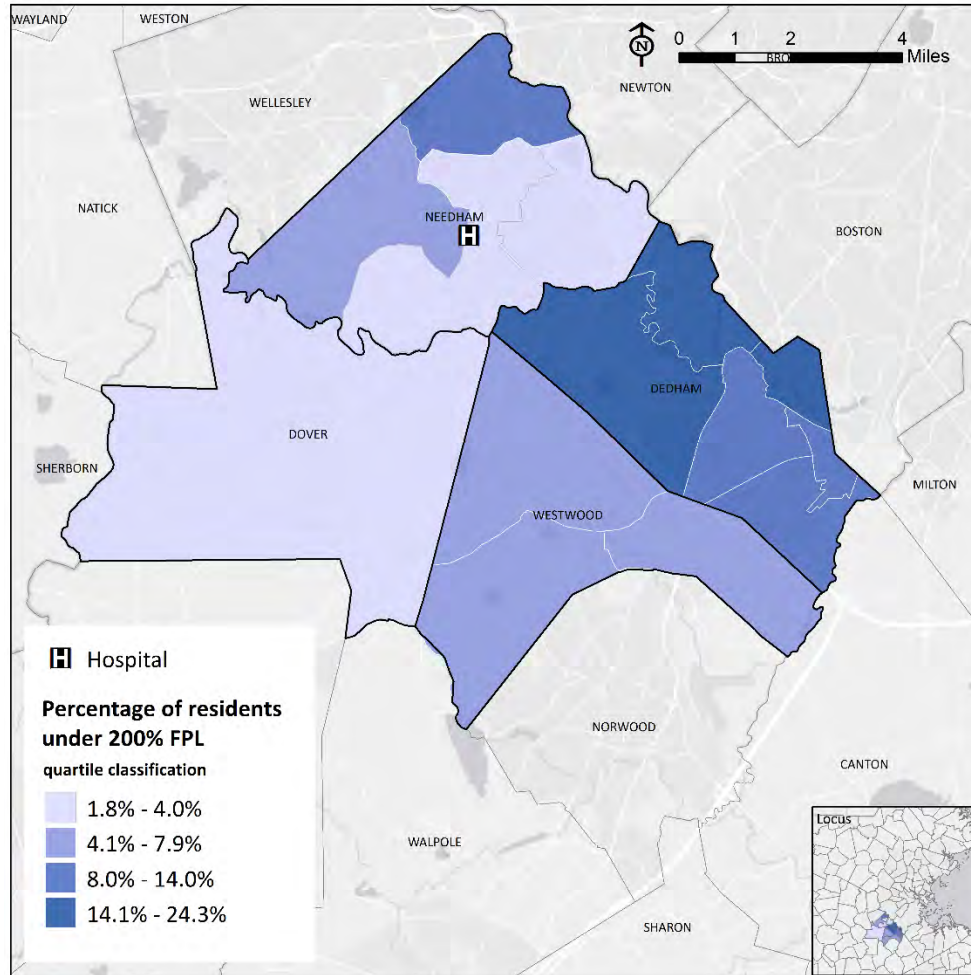 WAYLAND
WESTON
0 1 2 4
Miles
BRO
N
NEWTON
WELLESLEY
NATICK
NEEDHAM
H
BOSTON
DEDHAM
DOVER
SHERBORN
MILTON
WESTWOOD
H Hospital
Percentage of residents
under 200% FPL
quartile classification
1.8% - 4.0%
4.1% - 7.9%
8.0% - 14.0%
14.1% - 24.3%
NORWOOD
CANTON
WALPOLE
SHARON
Locus